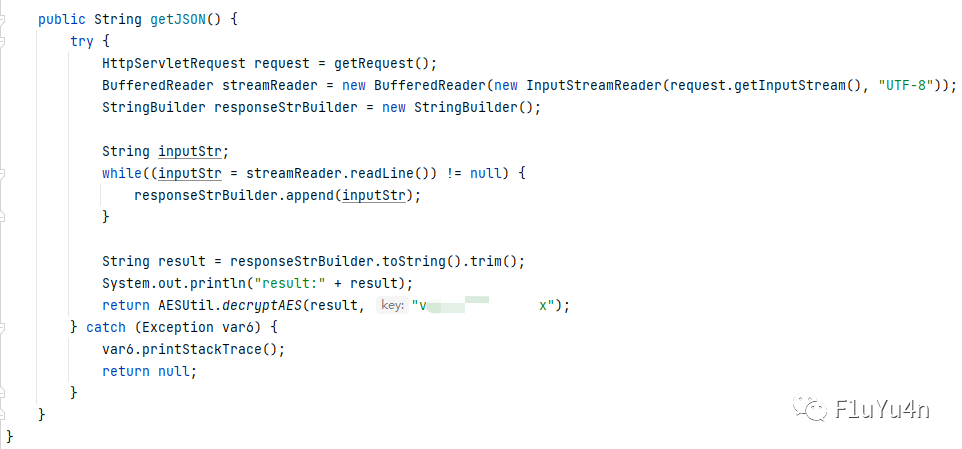 public String getJSON() {
try {
HttpServletRequest request = getRequest();
BufferedReader streamReader = new BufferedReader(new InputStreamReader(request.getInputStream(), "UTF-8"));
StringBuilder responseStrBuilder = new StringBuilder();
String inputStr;
while((inputStr = streamReader.readLine()) != null) {
responseStrBuilder.append(inputStr);
}
String result = responseStrBuilder.toString().trim();
System.out.println("result:" + result);
return AESUtil.decryptAES(result, key: "v x");
} catch (Exception var6) {
var6.printStackTrace();
return null;
}
}
}
F1uYu4n